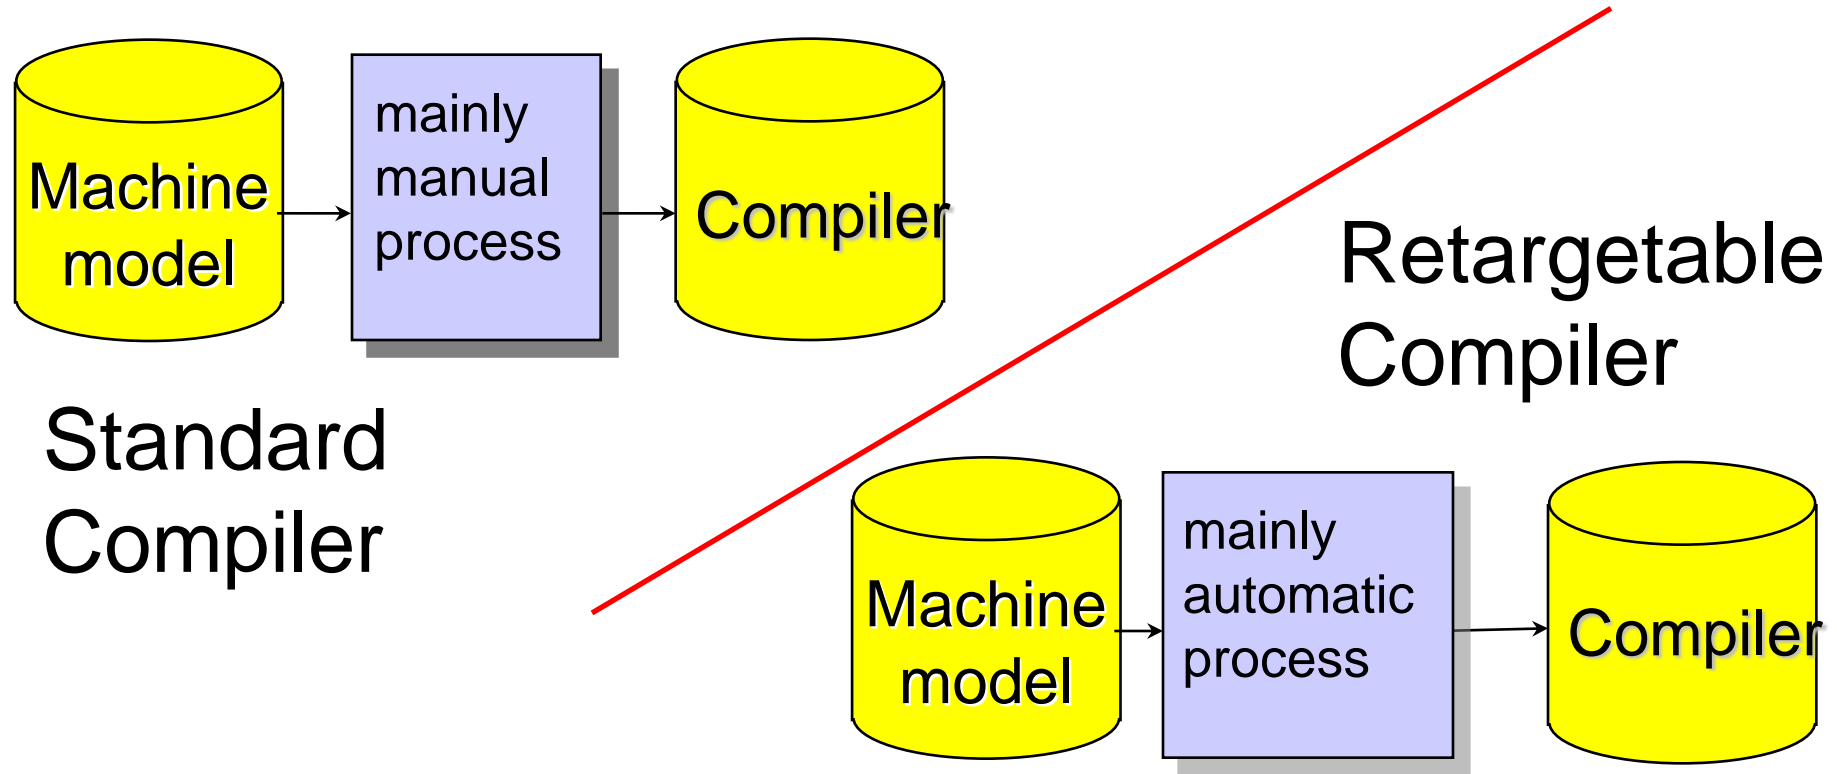 Machine
model
mainly
manual
process
Compiler
Standard
Compiler
Retargetable
Compiler
Machine
model
mainly
automatic
process
Compiler